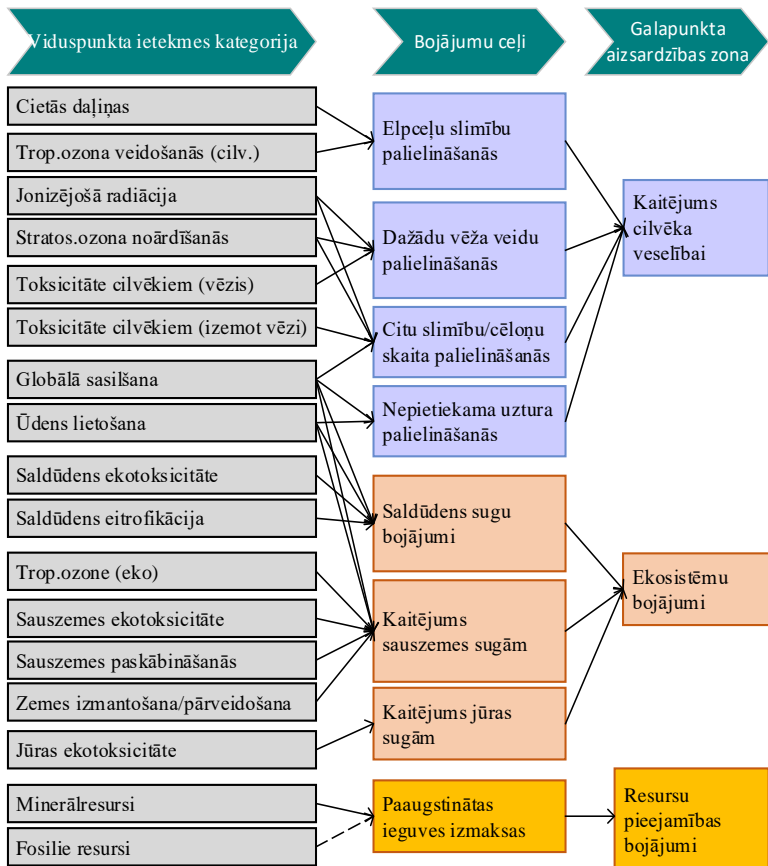 Viduspunkta ietekmes kategorija
Bojājumu ceļi
Galapunkta
aizsardzības zona
Cietās daļiņas
Trop.ozona veidošanās (cilv.)
Jonizējošā radiācija
Stratos.ozona noārdīšanās
Toksicitāte cilvēkiem (vēzis)
Toksicitāte cilvēkiem (izemot vēzi)
Globālā sasilšana
Ūdens lietošana
Saldūdens ekotoksicitāte
Saldūdens eitrofikācija
Trop.ozone (eko)
Sauszemes ekotoksicitāte
Sauszemes paskābināšanās
Zemes izmantošana/pārveidošana
Jūras ekotoksicitāte
Minerālresursi
Fosilie resursi
Elpceļu slimību
palielināšanās
Dažādu vēža veidu
palielināšanās
Citu slimību/cēloņu
skaita palielināšanās
Nepietiekama uztura
palielināšanās
Saldūdens sugu
bojājumi
Kaitējums
sauszemes sugām
Kaitējums jūras
sugām
Paaugstinātas
ieguves izmaksas
Kaitējums
cilvēka
veselībai
Ekosistēmu
bojājumi
Resursu
pieejamības
bojājumi